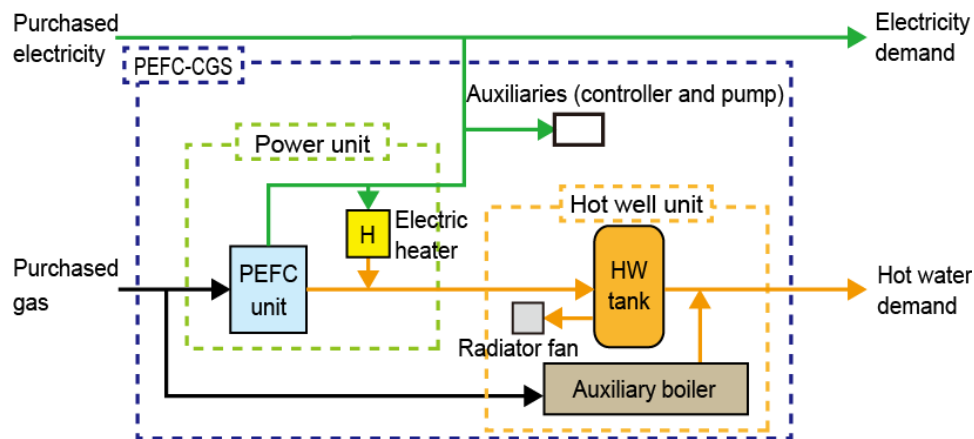 Purchased
electricity
Electricity
demand
PEFC-CGS
Auxiliaries (controller and pump)
Power unit
Hot well unit
H
Electric
heater
Purchased
gas
PEFC
unit
HW
tank
Hot water
demand
Radiator fan
Auxiliary boiler